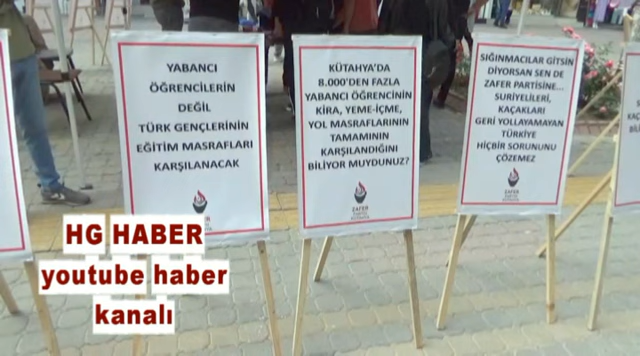 YABANCI
ÖĞRENCİLERİN
DEĞİL
TÜRK GENÇLERİNİN
EĞİTİM MASRAFLARI
KARŞILANACAK
KÜTAHYA'DA
8.000'DEN FAZLA
YABANCI ÖĞRENCİNİN
KİRA, YEME-İÇME,
YOL MASRAFLARININ
TAMAMININ
KARŞILANDIĞINI
BİLİYOR MUYDUNUZ?
ZAFER
SIĞINMACILAR GİTSİN
DİYORSAN SEN DE
ZAFER PARTİSİNE...
SURİYELİLERİ,
KAÇAKLARI
GERİ YOLLAYAMAYAN
TÜRKİYE
HİÇBİR SORUNUNU
ÇÖZEMEZ
ZAFER
HG HABER
youtube haber
kanalı